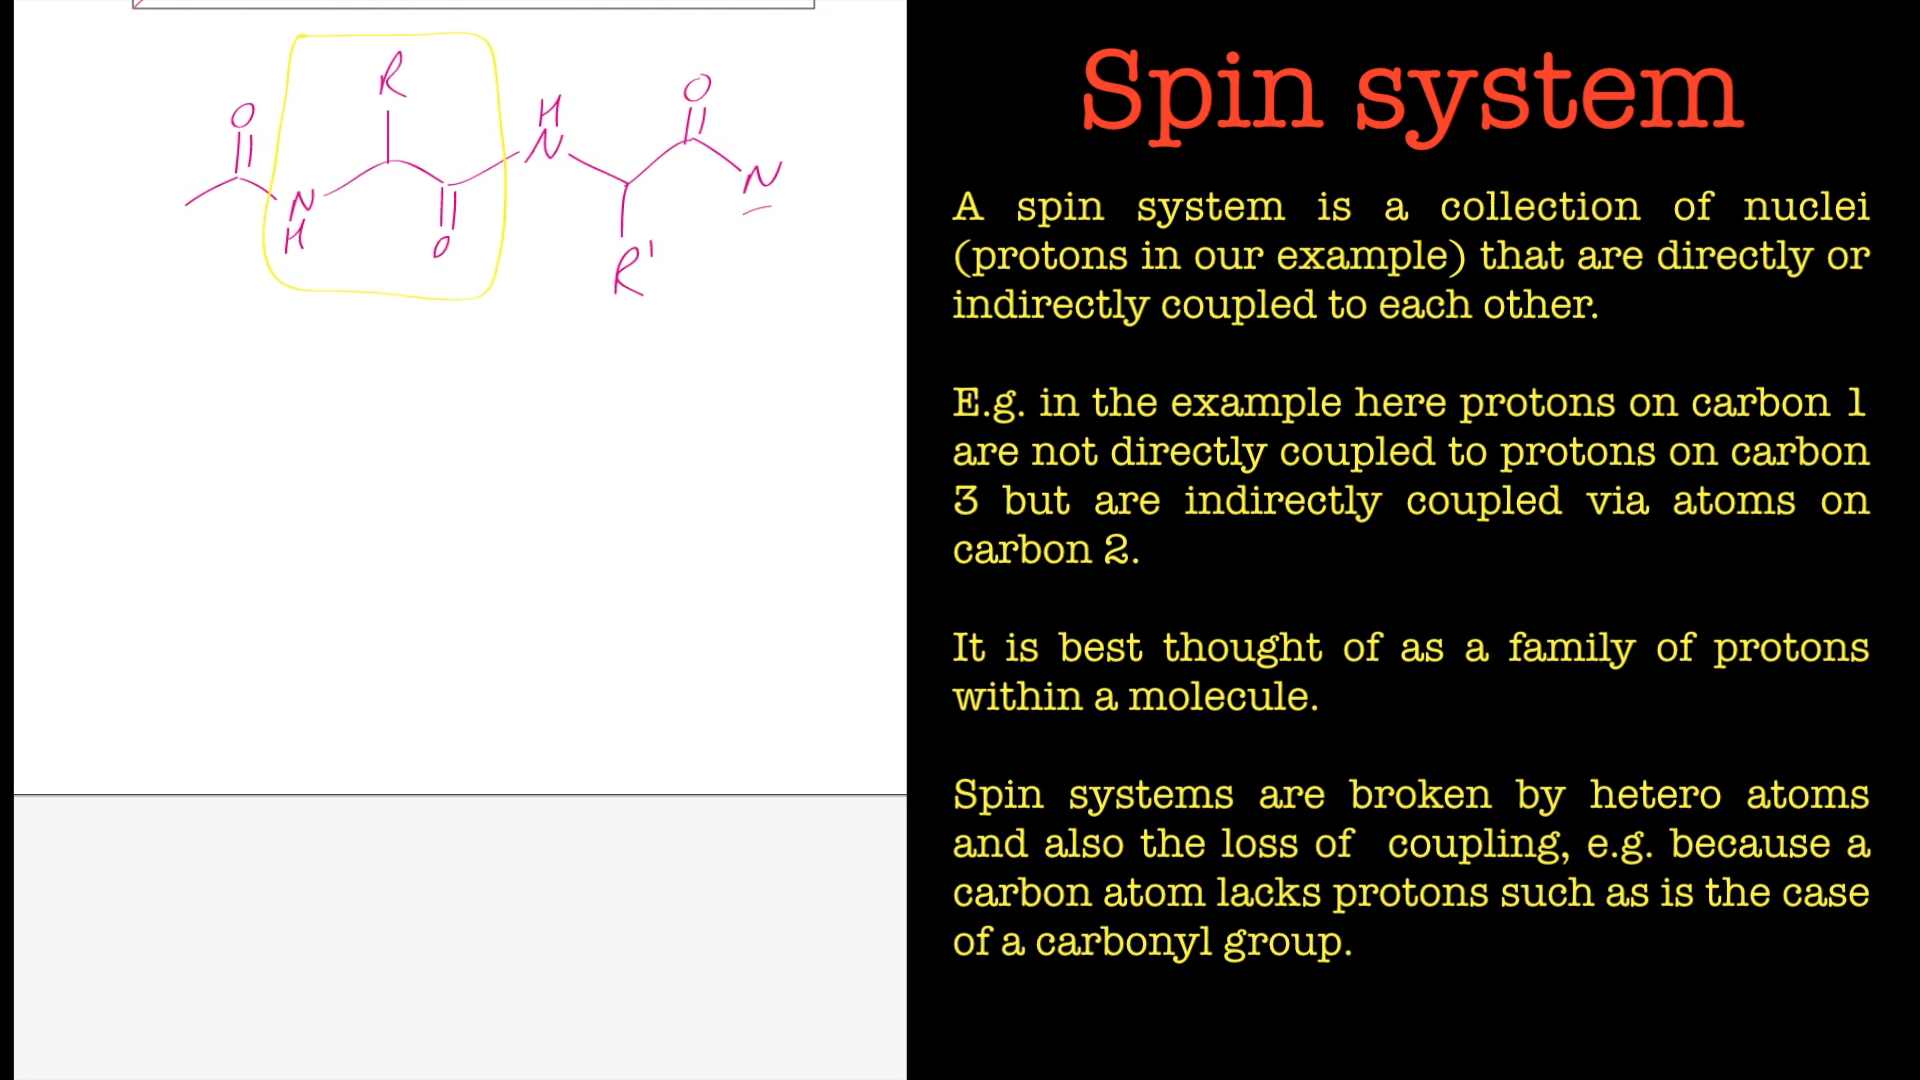 R
O
H
N
O
N
H
O
N
R'
Spin system
A spin system is a collection of nuclei
(protons in our example) that are directly or
indirectly coupled to each other.
E.g. in the example here protons on carbon 1
are not directly coupled to protons on carbon
3 but are indirectly coupled via atoms on
carbon 2.
It is best thought of as a family of protons
within a molecule.
Spin systems are broken by hetero atoms
and also the loss of coupling, e.g. because a
carbon atom lacks protons such as is the case
of a carbonyl group.